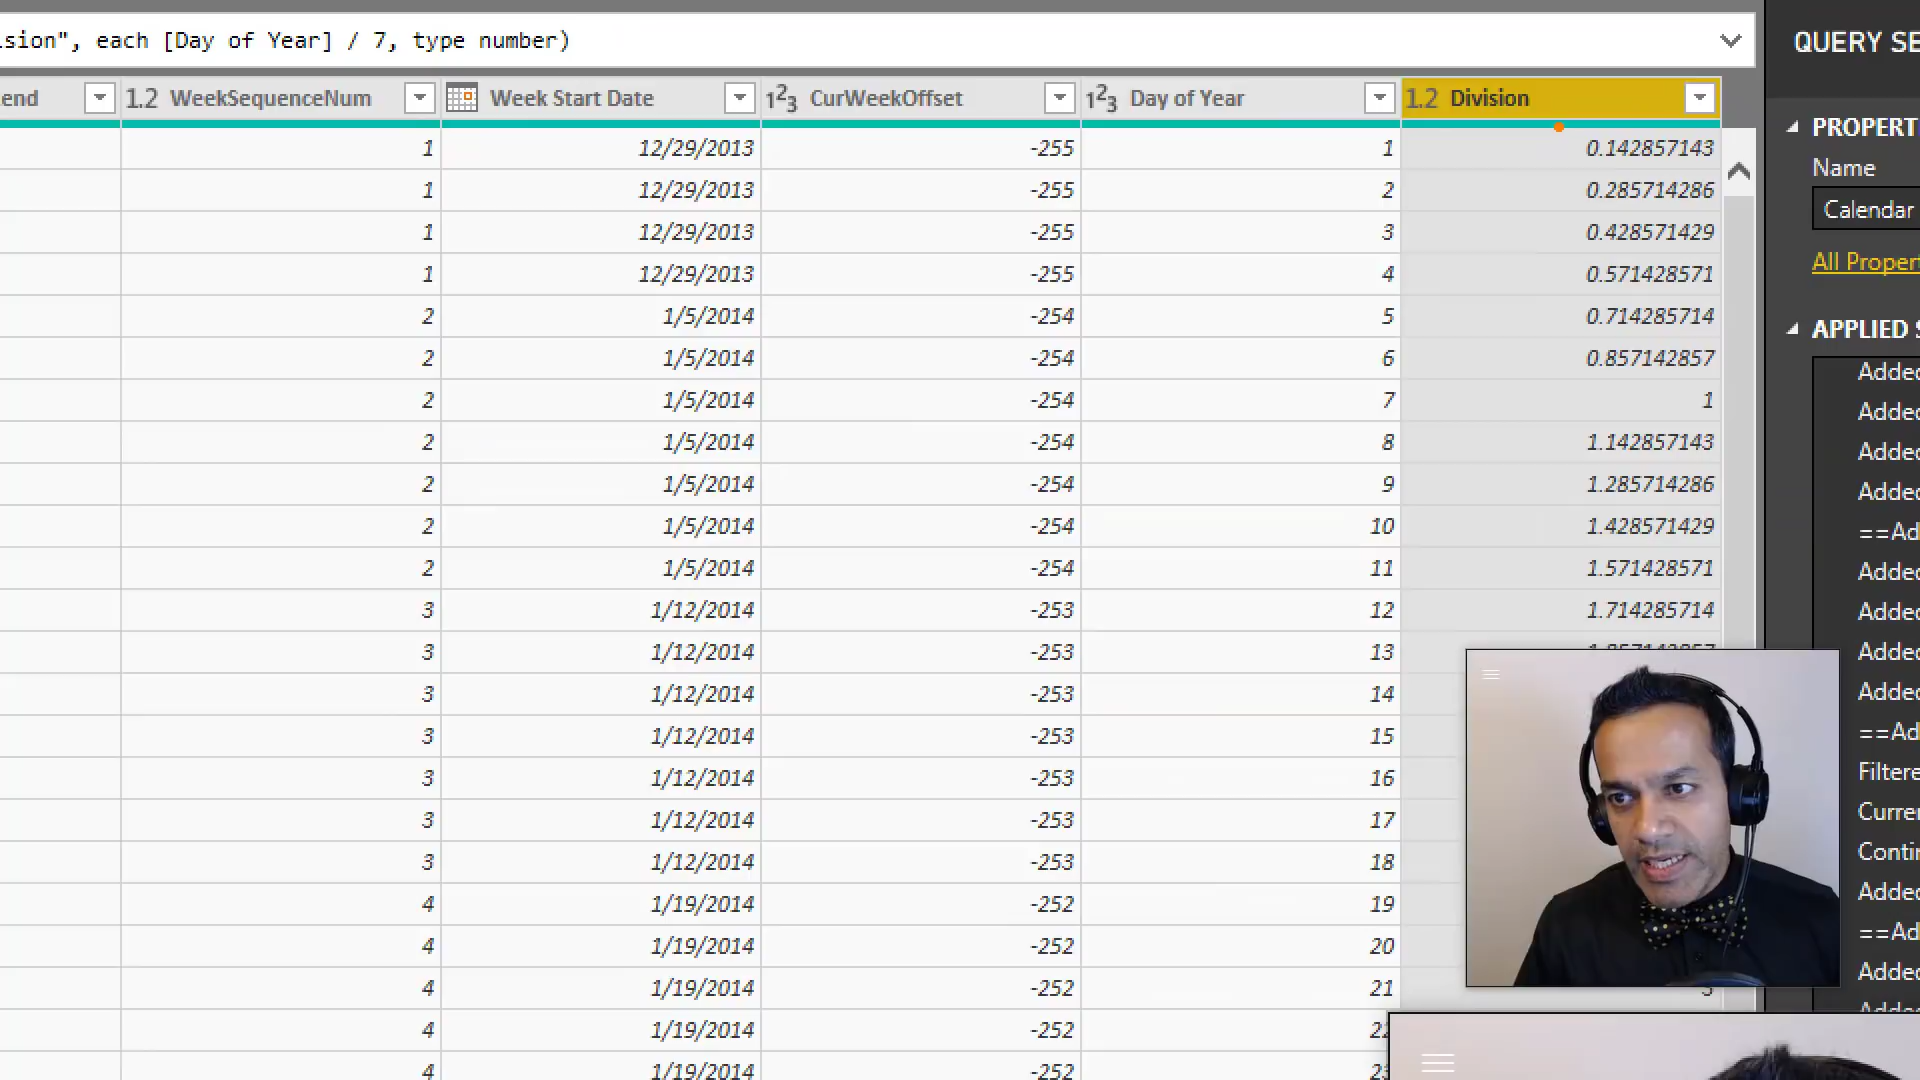 sion", each [Day of Year] / 7, type number)
end 1.2 WeekSequenceNum Week Start Date 1²3 CurWeekOffset 1²3 Day of Year 1.2 Division
1 12/29/2013 -255 1 0.142857143
1 12/29/2013 -255 2 0.285714286
1 12/29/2013 -255 3 0.428571429
1 12/29/2013 -255 4 0.571428571
2 1/5/2014 -254 5 0.714285714
2 1/5/2014 -254 6 0.857142857
2 1/5/2014 -254 7 1
2 1/5/2014 -254 8 1.142857143
2 1/5/2014 -254 9 1.285714286
2 1/5/2014 -254 10 1.428571429
2 1/5/2014 -254 11 1.571428571
3 1/12/2014 -253 12 1.714285714
3 1/12/2014 -253 13
3 1/12/2014 -253 14
3 1/12/2014 -253 15
3 1/12/2014 -253 16
3 1/12/2014 -253 17
3 1/12/2014 -253 18
4 1/19/2014 -252 19
4 1/19/2014 -252 20
4 1/19/2014 -252 21
4 1/19/2014 -252
4 1/19/2014 -252
QUERY SE
PROPERT
Name
Calendar
All Propert
APPLIED S
Added
Added
Added
Added
==Ad
Added
Added
Added
Added
==Ad
Filtere
Currer
Contin
Added
==Ad
Added